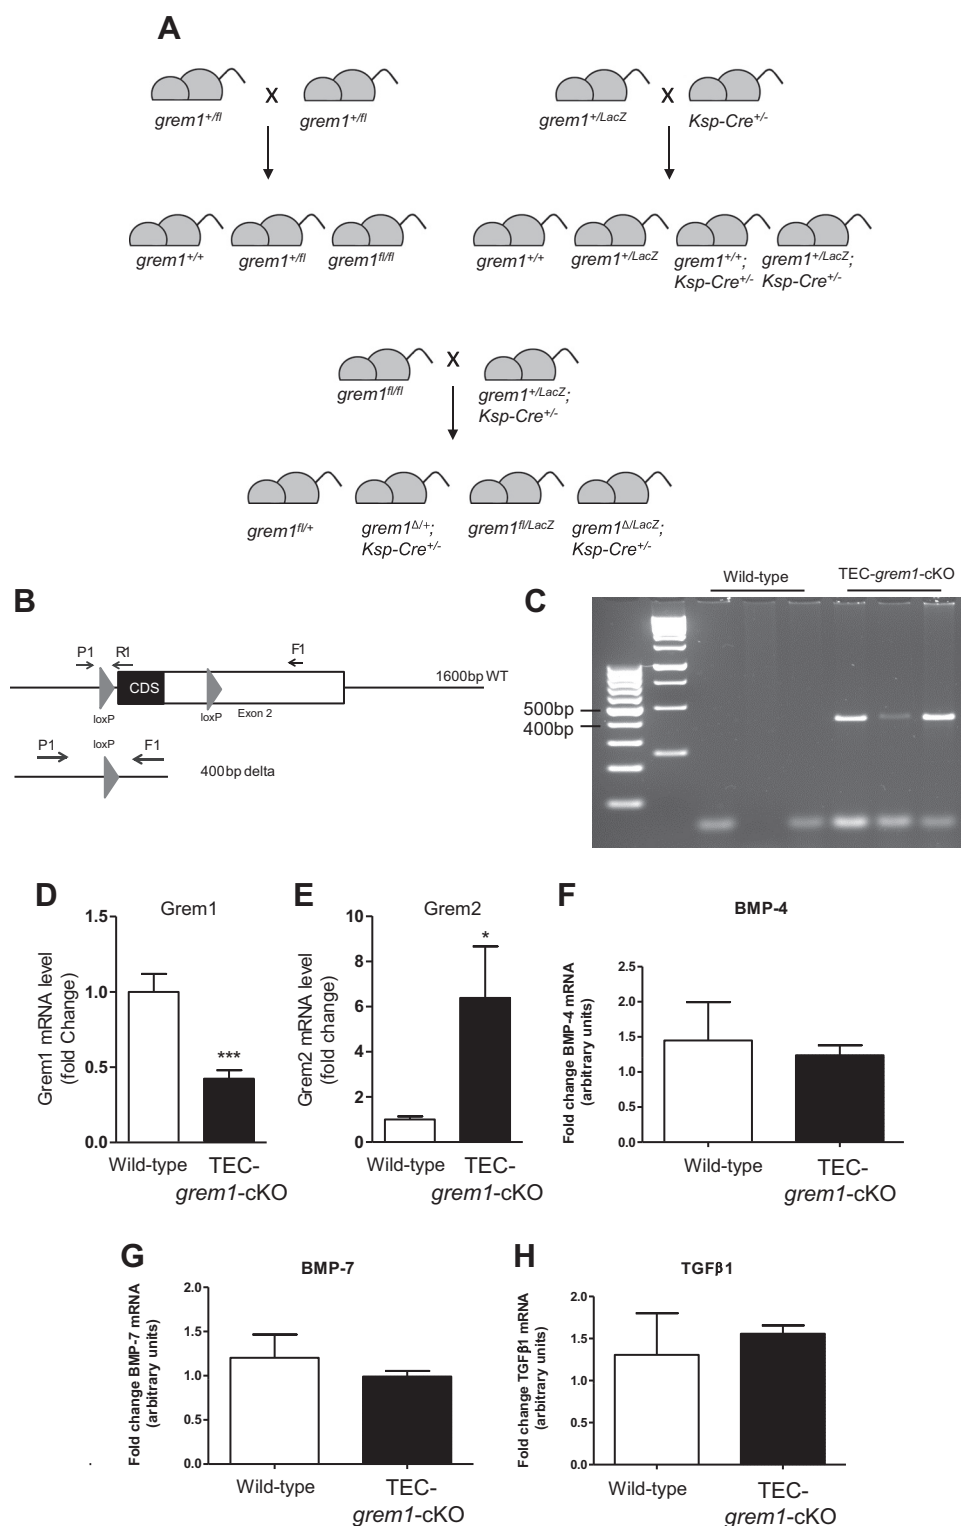 A
X
X
grem1+/fl
grem1+/fl
grem1+/LacZ
Ksp-Cre+/-
grem1+/+
grem1+/fl
grem1fl/fl
grem1+/+
grem1+/LacZ
grem1+/+;
Ksp-Cre+/-
grem1+/LacZ;
Ksp-Cre+/-
X
grem1fl/fl
grem1+/LacZ;
Ksp-Cre+/-
grem1fl/+
grem1Δ/+;
Ksp-Cre+/-
grem1fl/LacZ
grem1Δ/LacZ;
Ksp-Cre+/-
B
P1
R1
F1
CDS
1600bp WT
loxP
loxP
Exon 2
P1
loxP
F1
400bp delta
C
Wild-type
TEC-grem1-cKO
500bp
400bp
D
Grem1
Grem1 mRNA level
(fold Change)
1.5
1.0
0.5
0.0
***
Wild-type
TEC-
grem1-cKO
E
Grem2
Grem2 mRNA level
(fold change)
10
8
6
4
2
0
*
Wild-type
TEC-
grem1-cKO
F
BMP-4
Fold change BMP-4 mRNA
(arbitrary units)
2.5
2.0
1.5
1.0
0.5
0.0
Wild-type
TEC-
grem1-cKO
G
BMP-7
Fold change BMP-7 mRNA
(arbitrary units)
2.0
1.5
1.0
0.5
0.0
Wild-type
TEC-
grem1-cKO
H
TGFβ1
Fold change TGFβ1 mRNA
(arbitrary units)
2.0
1.5
1.0
0.5
0.0
Wild-type
TEC-
grem1-cKO